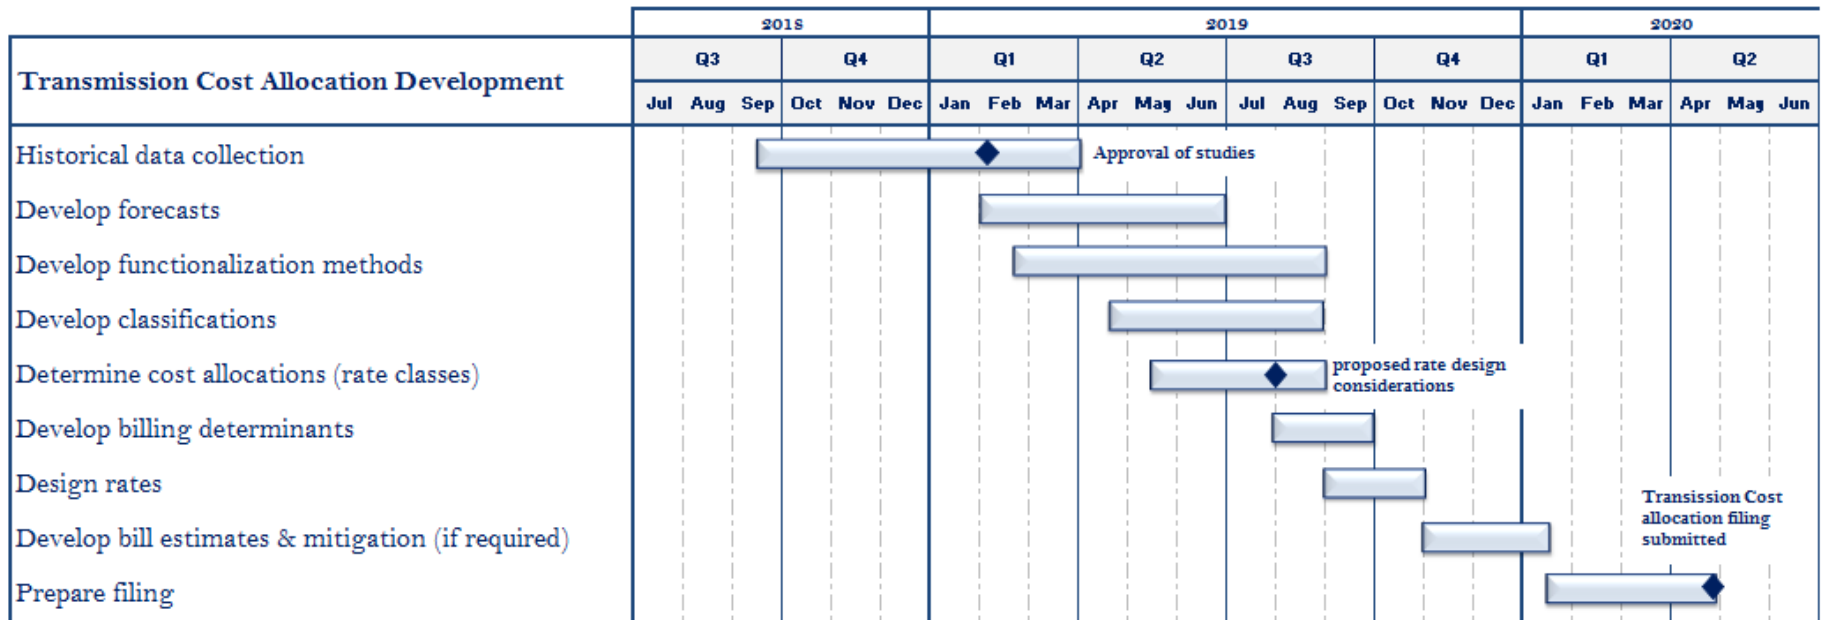 2018 2019 2020
Transmission Cost Allocation Development
Q3 Q4 Q1 Q2 Q3 Q4 Q1 Q2
Jul Aug Sep Oct Nov Dec Jan Feb Mar Apr May Jun Jul Aug Sep Oct Nov Dec Jan Feb Mar Apr May Jun
Historical data collection
Approval of studies
Develop forecasts
Develop functionalization methods
Develop classifications
Determine cost allocations (rate classes)
proposed rate design
considerations
Develop billing determinants
Design rates
Transission Cost
allocation filing
submitted
Develop bill estimates & mitigation (if required)
Prepare filing